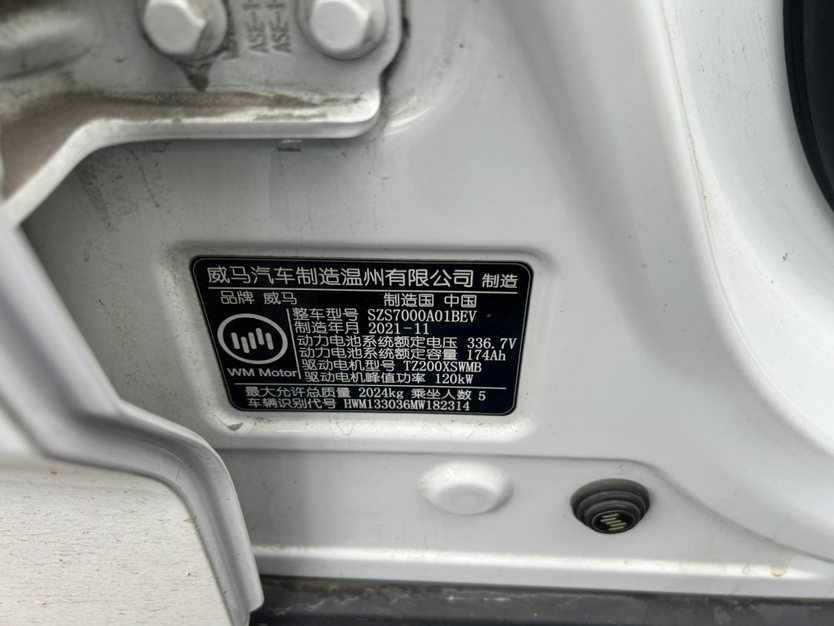 ASE-1
ASE-1
威马汽车制造温州有限公司 制造
品牌 威马 制造国 中国
整车型号 SZS7000A01BEV
制造年月 2021-11
动力电池系统额定电压 336.7V
动力电池系统额定容量 174Ah
驱动电机型号 TZ200XSWMB
驱动电机峰值功率 120kW
WM Motor
最大允许总质量 2024kg 乘坐人数 5
车辆识别代号 HWM133036MW182314